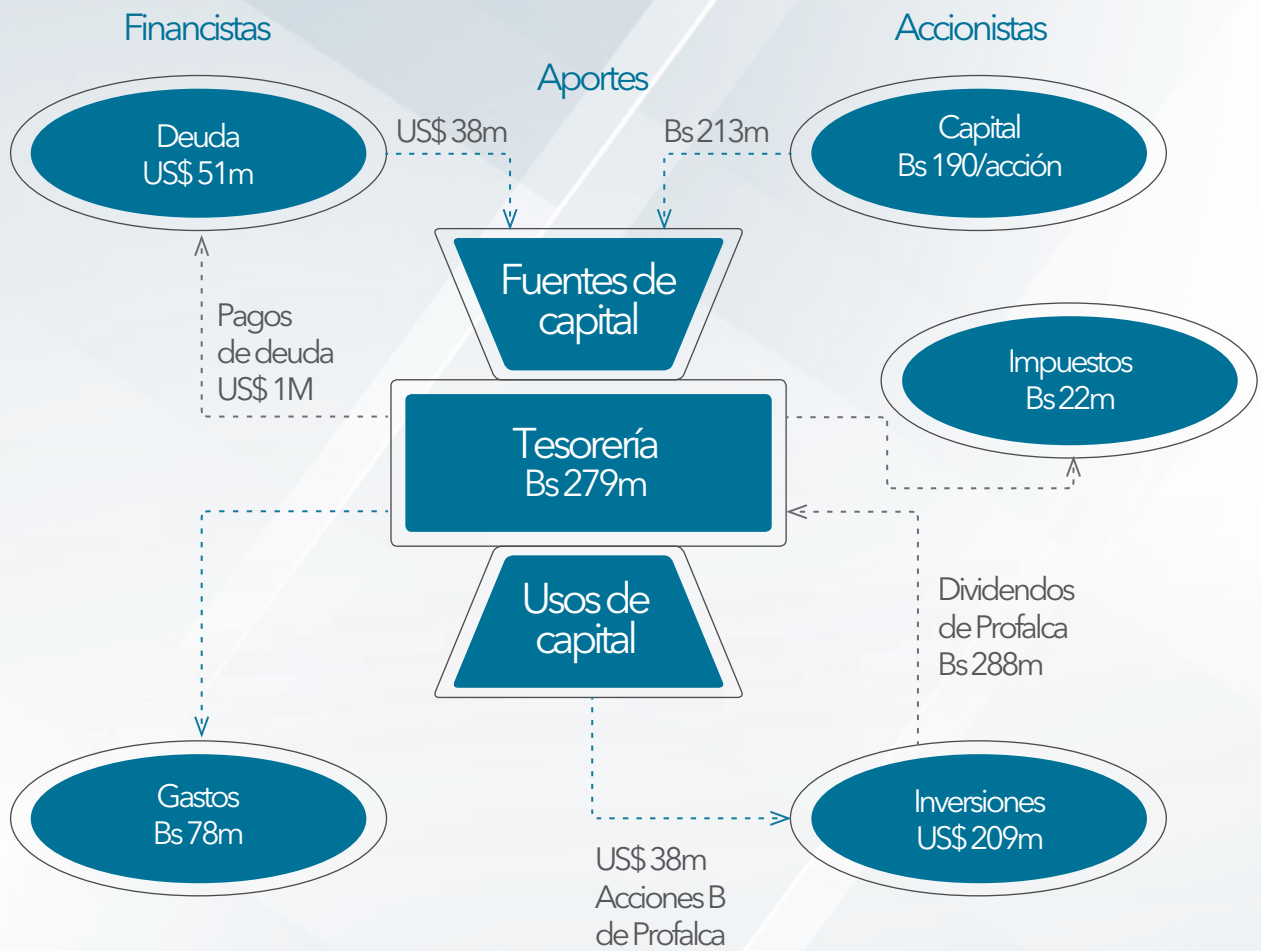 Financistas
Accionistas
Aportes
Deuda
US$ 51m
US$ 38m
Bs 213m
Capital
Bs 190/acción
Fuentes de
capital
Pagos
de deuda
US$ 1M
Impuestos
Bs 22m
Tesorería
Bs 279m
Usos de
capital
Dividendos
de Profalca
Bs 288m
Gastos
Bs 78m
Inversiones
US$ 209m
US$ 38m
Acciones B
de Profalca